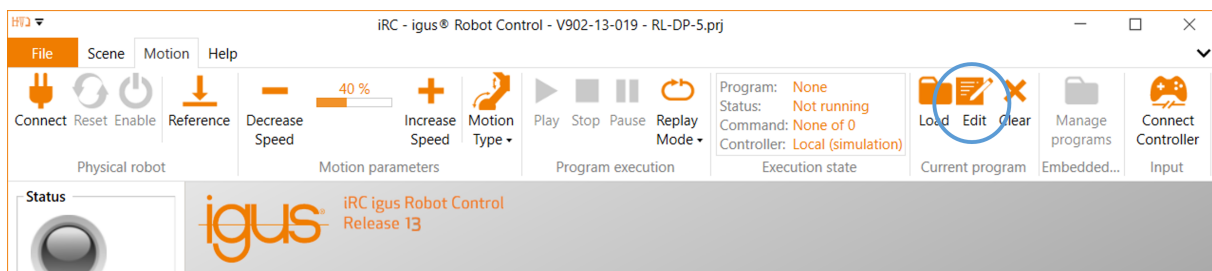 iRC - igus® Robot Control - V902-13-019 - RL-DP-5.prj
File Scene Motion Help
40 %
Connect Reset Enable Reference Decrease Speed Increase Speed Motion Type Play Stop Pause Replay Mode
Program: None
Status: Not running
Command: None of 0
Controller: Local (simulation)
Load Edit Clear Manage programs Connect Controller
Physical robot Motion parameters Program execution Execution state Current program Embedded... Input
Status
igus®
iRC igus Robot Control
Release 13